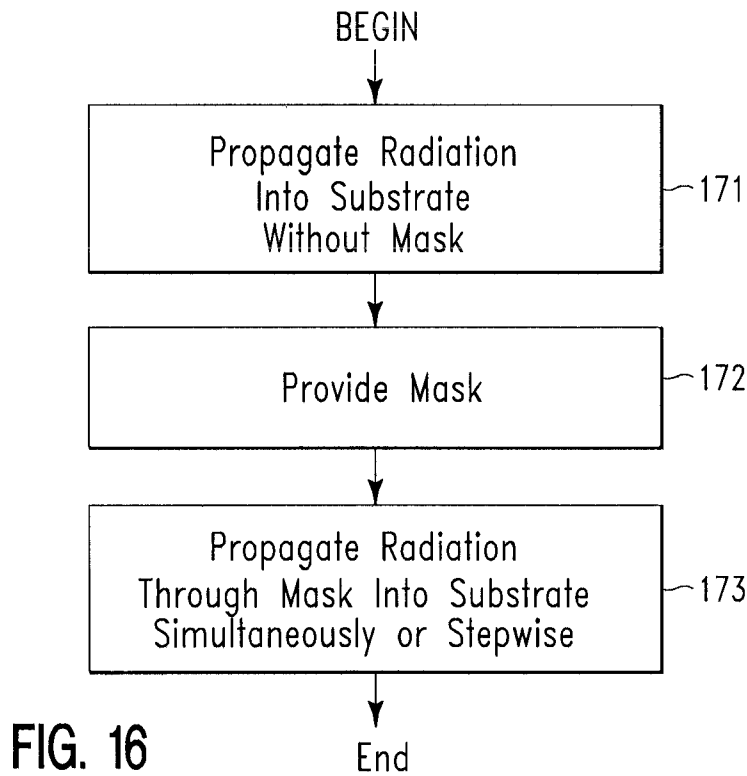 BEGIN
Propagate Radiation
Into Substrate
Without Mask
171
Provide Mask
172
Propagate Radiation
Through Mask Into Substrate
Simultaneously or Stepwise
173
FIG. 16
End